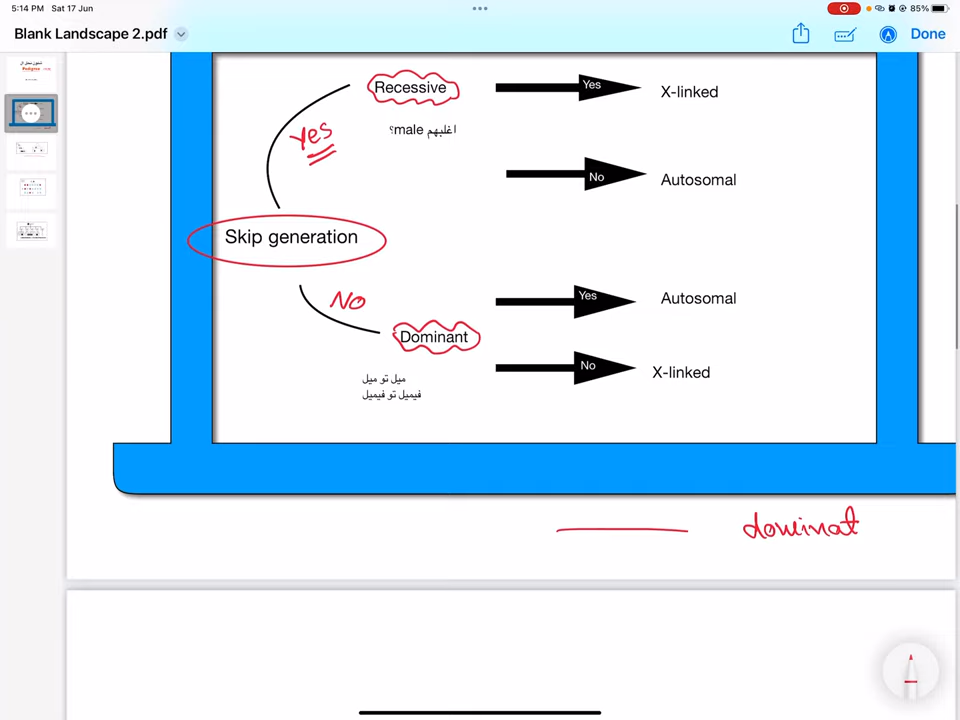 5:14 PM Sat 17 Jun
85%
Blank Landscape 2.pdf
Done
Recessive
Yes
X-linked
yes
اغلبهم male؟
No
Autosomal
Skip generation
NO
Yes
Autosomal
Dominant
No
X-linked
ميل تو ميل
فيميل تو فيميل
dominat